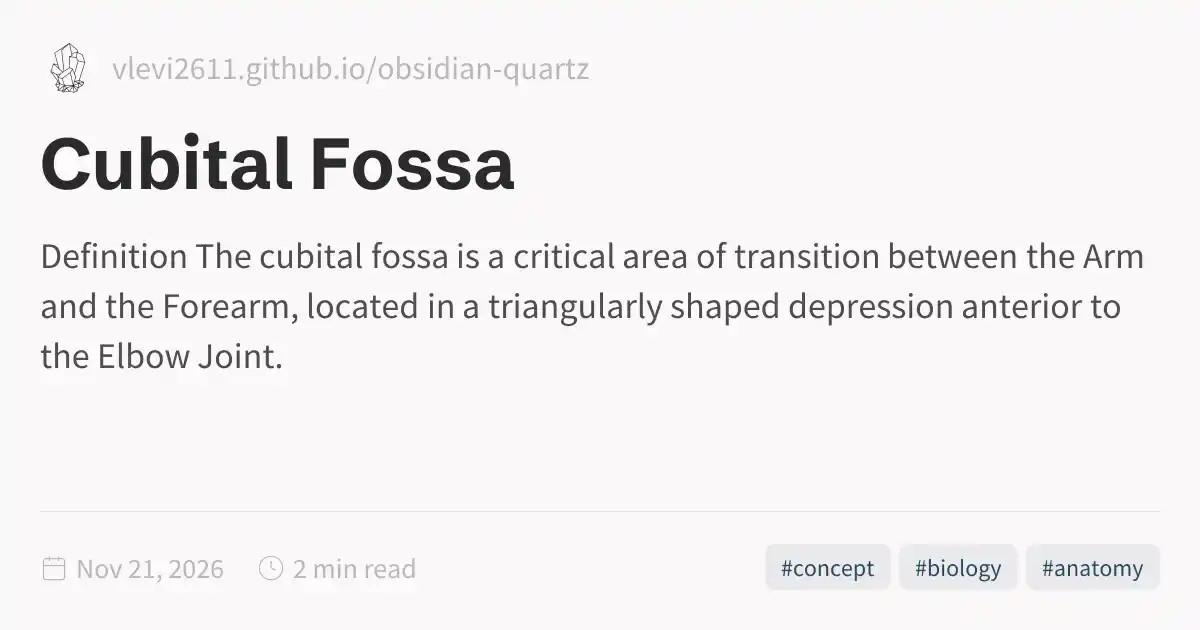 vlevi2611.github.io/obsidian-quartz
Cubital Fossa
Definition The cubital fossa is a critical area of transition between the Arm
and the Forearm, located in a triangularly shaped depression anterior to
the Elbow Joint.
Nov 21, 2026 2 min read #concept #biology #anatomy